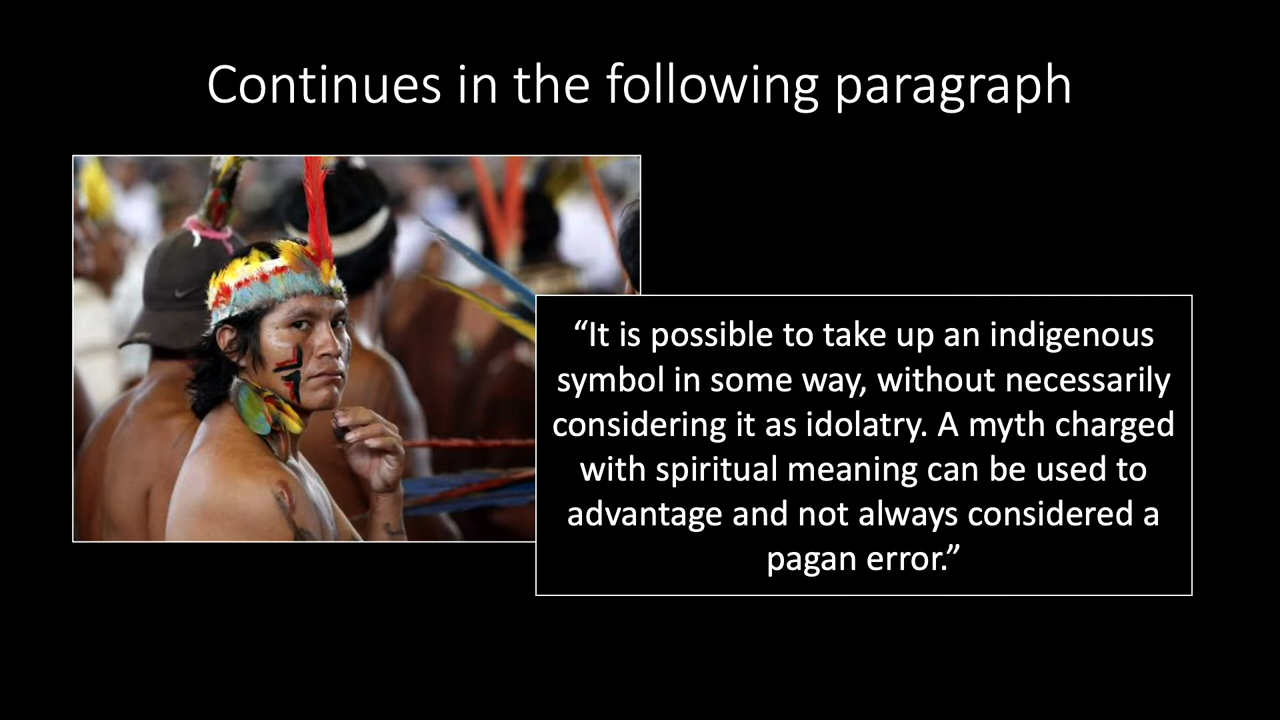 Continues in the following paragraph
“It is possible to take up an indigenous
symbol in some way, without necessarily
considering it as idolatry. A myth charged
with spiritual meaning can be used to
advantage and not always considered a
pagan error.”